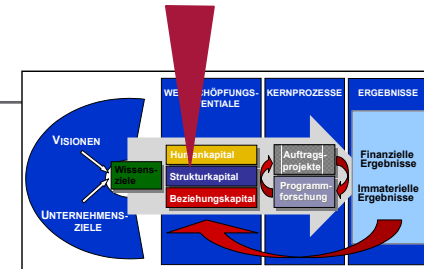 KERNPROZESSE
ERGEBNISSE
VISIONEN
UNTERNEHMENS-
ZIELE
Wissens-
ziele
Strukturkapital
Beziehungskapital
Auftrags-
projekte
Programm-
forschung
Finanzielle
Ergebnisse
Immaterielle
Ergebnisse